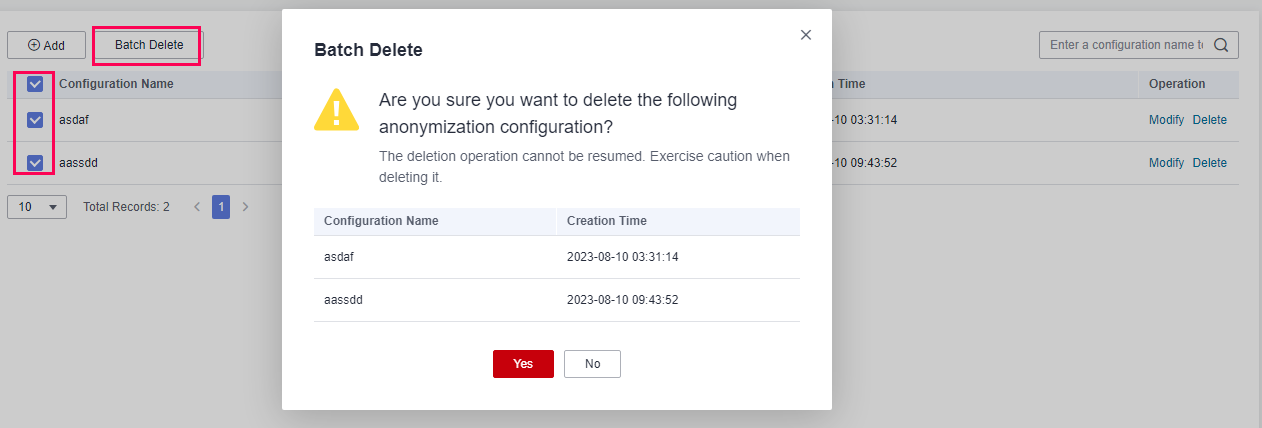 Add
Batch Delete
Enter a configuration name t
Configuration Name
n Time
Operation
asdaf
-10 03:31:14
Modify Delete
aassdd
-10 09:43:52
Modify Delete
10
Total Records: 2
1
Batch Delete
Are you sure you want to delete the following
anonymization configuration?
The deletion operation cannot be resumed. Exercise caution when
deleting it.
Configuration Name Creation Time
asdaf 2023-08-10 03:31:14
aassdd 2023-08-10 09:43:52
Yes
No